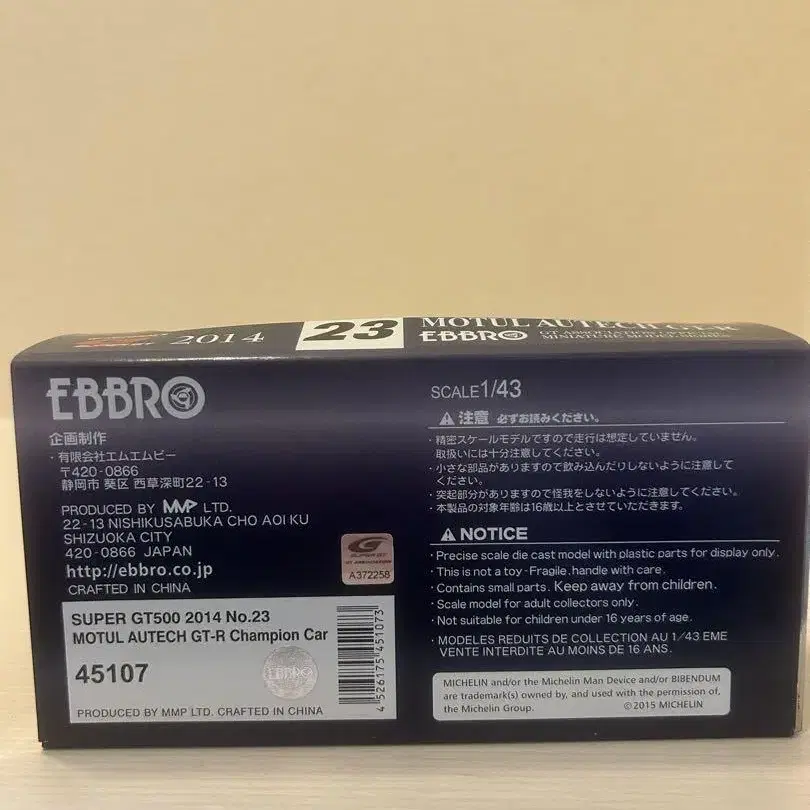 2014
23
MOTUL AUTECH GT-R
EBBRO
GT ASSOCIATION OFFICIAL
MINIATURE MODEL SERIES
EBBRO
企画制作
・有限会社エムエムピー
〒420-0866
静岡市 葵区 西草深町22-13
PRODUCED BY MMP LTD.
22-13 NISHIKUSABUKA CHO AOI KU
SHIZUOKA CITY
420-0866 JAPAN
http://ebbro.co.jp
CRAFTED IN CHINA
SUPER GT
GT ASSOCIATION
A372258
SUPER GT500 2014 No.23
MOTUL AUTECH GT-R Champion Car
45107
EBBRO
4 526175 451073
PRODUCED BY MMP LTD. CRAFTED IN CHINA
SCALE 1/43
注意 必ずお読みください。
・精密スケールモデルですので走行は想定していません。
取扱いには十分注意してください。
・小さな部品がありますので飲み込んだりしないように注意して
ください。
・突起部分がありますので怪我をしないように注意してください。
・本製品の対象年齢は16歳以上とさせていただきます。
NOTICE
・Precise scale die cast model with plastic parts for display only.
・This is not a toy・Fragile, handle with care.
・Contains small parts. Keep away from children.
・Scale model for adult collectors only.
・Not suitable for children under 16 years of age.
・MODELES REDUITS DE COLLECTION AU 1/43 EME
VENTE INTERDITE AU MOINS DE 16 ANS.
MICHELIN and/or the Michelin Man Device and/or BIBENDUM
are trademark(s) owned by, and used with the permission of,
the Michelin Group. ©2015 MICHELIN